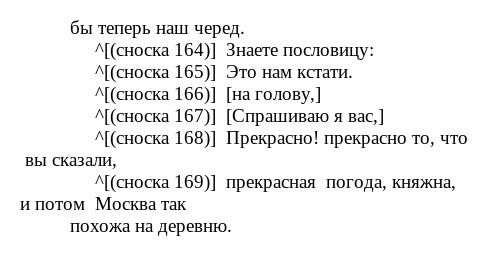 бы теперь наш черед.
^[(сноска 164)] Знаете пословицу:
^[(сноска 165)] Это нам кстати.
^[(сноска 166)] [на голову,]
^[(сноска 167)] [Спрашиваю я вас,]
^[(сноска 168)] Прекрасно! прекрасно то, что
вы сказали,
^[(сноска 169)] прекрасная погода, княжна,
и потом Москва так
похожа на деревню.